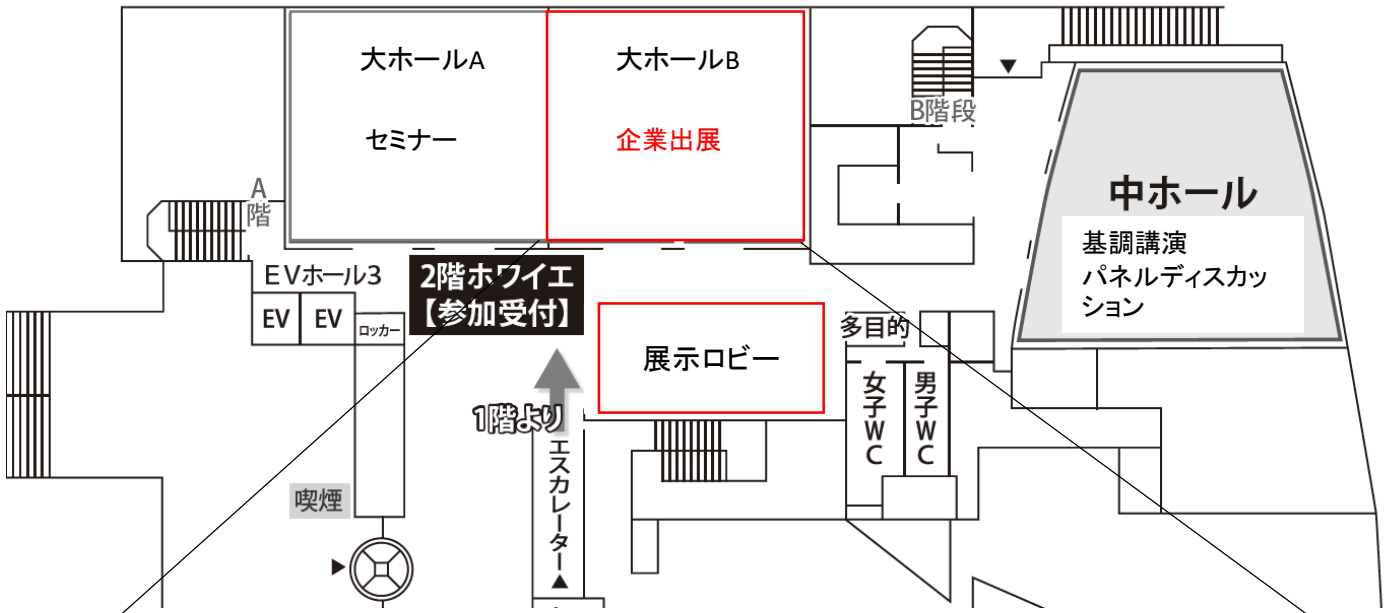 大ホールA
大ホールB
セミナー
企業出展
B階段
▼
中ホール
基調講演
パネルディスカッ
ション
A
階
EVホール3
2階ホワイエ
【参加受付】
EV
EV
ロッカー
展示ロビー
多目的
女子WC
男子WC
1階より
エスカレーター▲
喫煙
▶